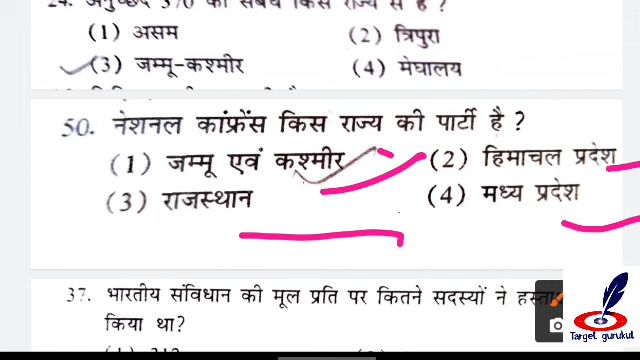 24. अनुच्छेद 370 का संबंध किस राज्य से है ?
(1) असम (2) त्रिपुरा
(3) जम्मू-कश्मीर (4) मेघालय
50. नेशनल कांफ्रेंस किस राज्य की पार्टी है ?
(1) जम्मू एवं कश्मीर (2) हिमाचल प्रदेश
(3) राजस्थान (4) मध्य प्रदेश
37. भारतीय संविधान की मूल प्रति पर कितने सदस्यों ने
किया था?
Target gurukul